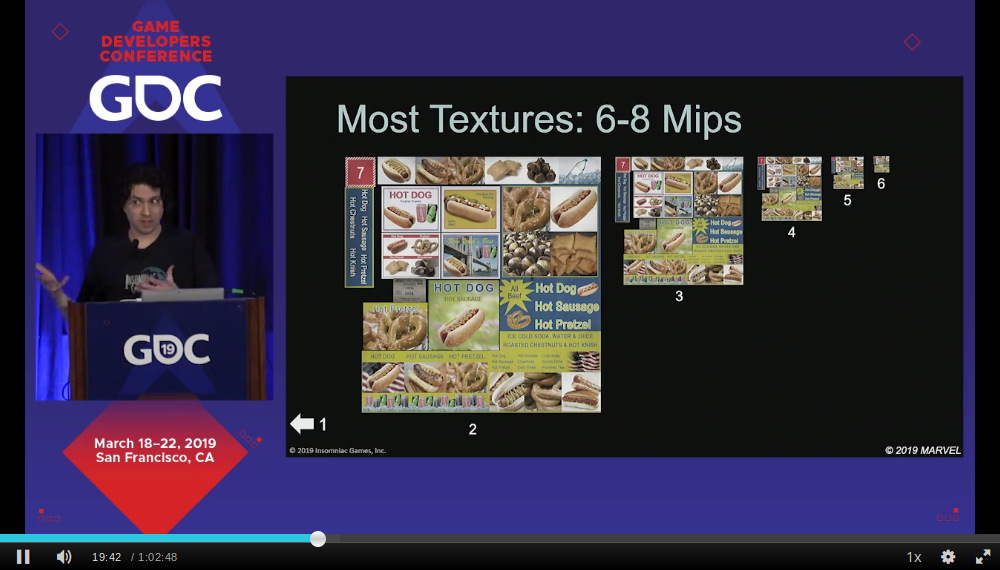 GAME
DEVELOPERS
CONFERENCE
GDC
GDC
19
March 18–22, 2019
San Francisco, CA
Most Textures: 6-8 Mips
7
Hot Dog Hot Sausage Hot Pretzel
Hot Chestnuts Hot Knish
HOT DOG
Hot Pretzel
HOT DOG
All Beef
Hot Dog
Hot Sausage
Hot Pretzel
ICE COLD SODA, WATER & JUICE
ROASTED CHESTNUTS & HOT KNISH
HOT DOG HOT SAUSAGE HOT PRETZEL
7
HOT DOG
Hot Dog
Hot Sausage
Hot Pretzel
1
2
3
4
5
6
© 2019 Insomniac Games, Inc.
© 2019 MARVEL
19:42 / 1:02:48
1x